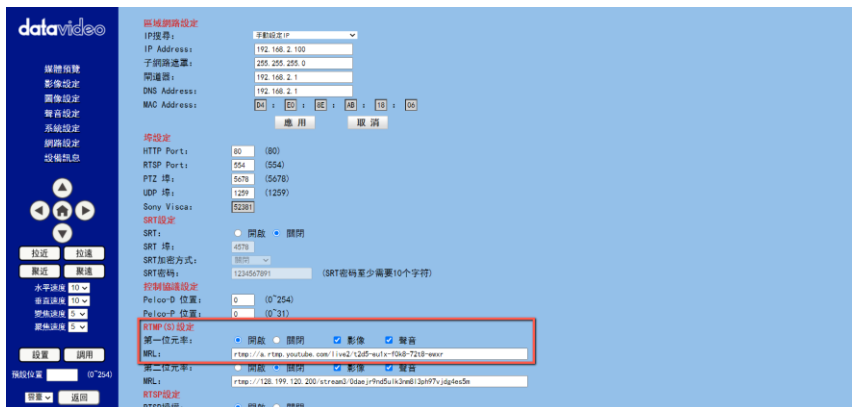 datavideo
媒體預覽
影像設定
圖像設定
聲音設定
系統設定
網路設定
設備訊息
拉近 拉遠
聚近 聚遠
水平速度 10
垂直速度 10
變焦速度 5
聚焦速度 5
設置 調用
預設位置 (0~254)
容量 返回
區域網路設定
IP搜尋: 手動設定IP
IP Address: 192.168.2.100
子網路遮罩: 255.255.255.0
閘道器: 192.168.2.1
DNS Address: 192.168.2.1
MAC Address: D4 : E0 : 8E : AB : 18 : 06
應用 取消
埠設定
HTTP Port: 80 (80)
RTSP Port: 554 (554)
PTZ 埠: 5678 (5678)
UDP 埠: 1259 (1259)
Sony Visca: 52381
SRT設定
SRT: 開啟 關閉
SRT 埠: 4578
SRT加密方式: 關閉
SRT密码: 1234567891 (SRT密码至少需要10个字符)
控制協議設定
Pelco-D 位置: 0 (0~254)
Pelco-P 位置: 0 (0~31)
RTMP(S)設定
第一位元率: 開啟 關閉 影像 聲音
MRL: rtmp://a.rtmp.youtube.com/live2/t2d5-eu1x-f0k8-72t8-ewxr
第二位元率: 開啟 關閉 影像 聲音
MRL: rtmp://128.199.120.200/stream3/0daejr9nd5ulk3nm8l3ph97vjdg4es5m
RTSP設定